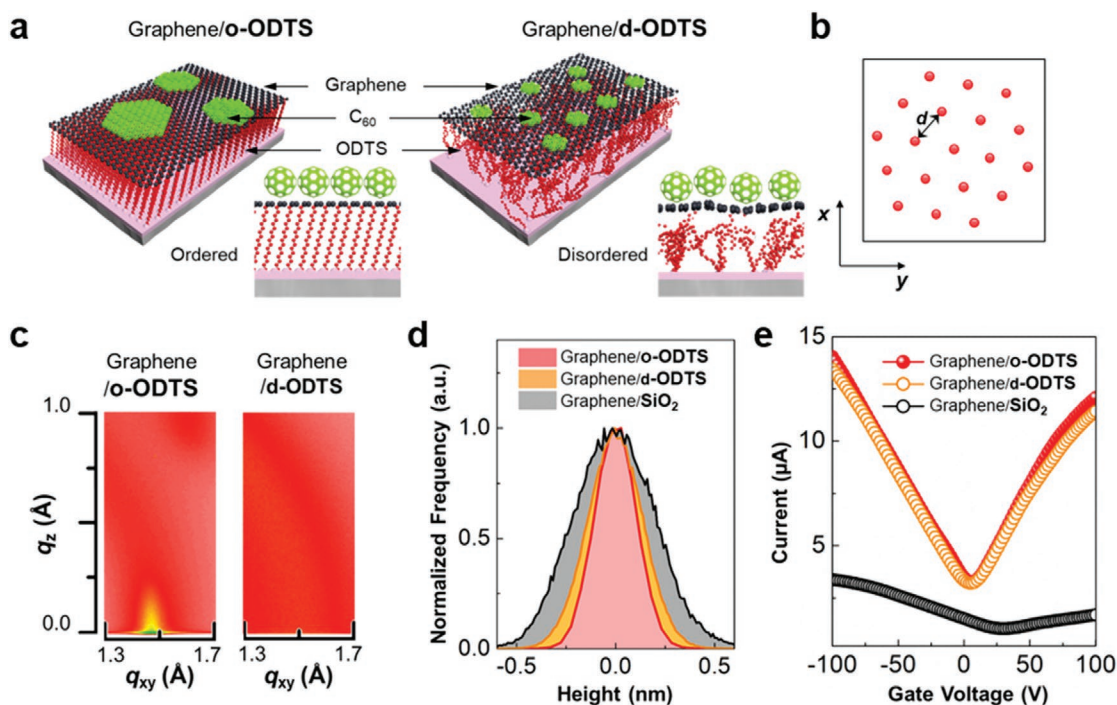 a
Graphene/o-ODTS
Graphene/d-ODTS
Graphene
C60
ODTS
Ordered
Disordered
b
d
x
y
c
Graphene
/o-ODTS
Graphene
/d-ODTS
1.0
0.0
qz (Å)
1.3
1.7
1.3
1.7
qxy (Å)
qxy (Å)
d
Graphene/o-ODTS
Graphene/d-ODTS
Graphene/SiO2
Normalized Frequency (a.u.)
1.0
0.5
0.0
-0.5
0.0
0.5
Height (nm)
e
Graphene/o-ODTS
Graphene/d-ODTS
Graphene/SiO2
Current (µA)
15
10
5
-100
-50
0
50
100
Gate Voltage (V)